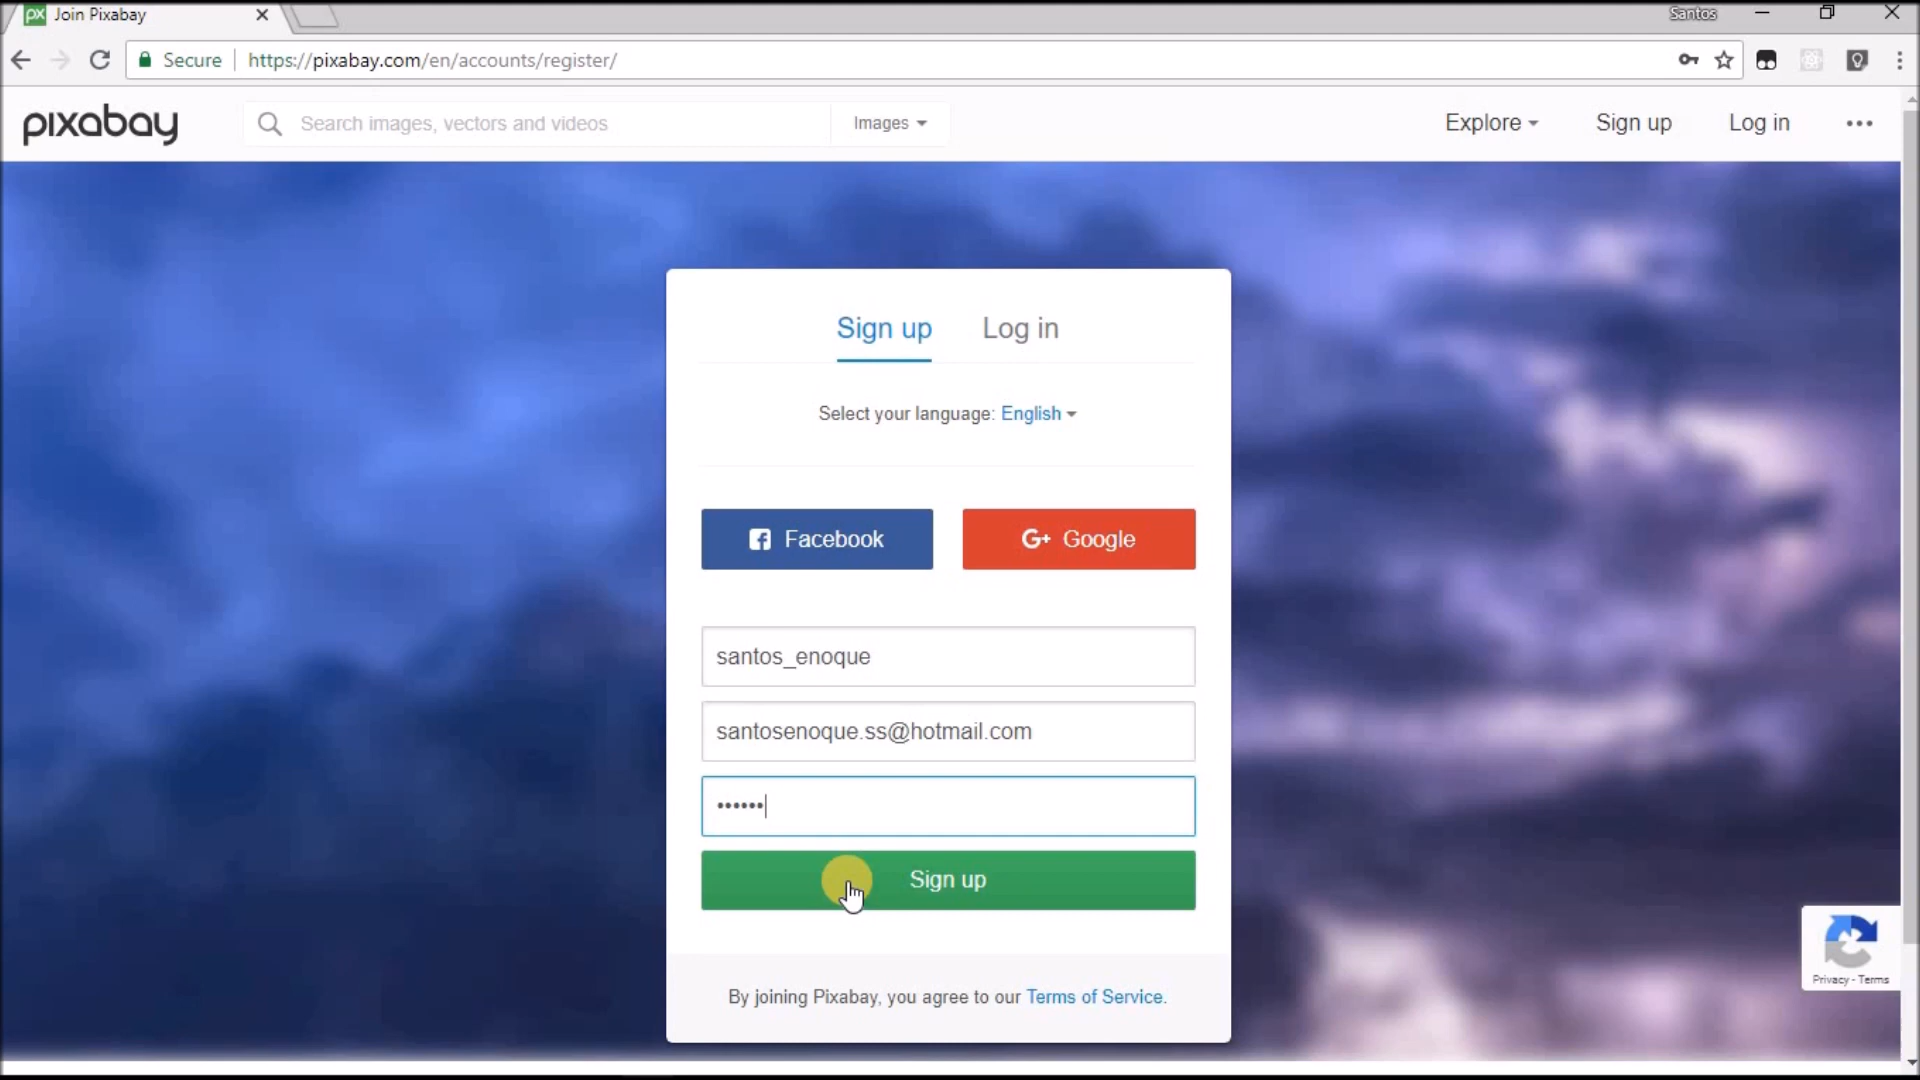 px Join Pixabay
Santos
Secure https://pixabay.com/en/accounts/register/
pixabay
Search images, vectors and videos
Images
Explore
Sign up
Log in
Sign up
Log in
Select your language: English
Facebook
G+ Google
santos_enoque
santosenoque.ss@hotmail.com
••••••
Sign up
By joining Pixabay, you agree to our Terms of Service.
Privacy - Terms